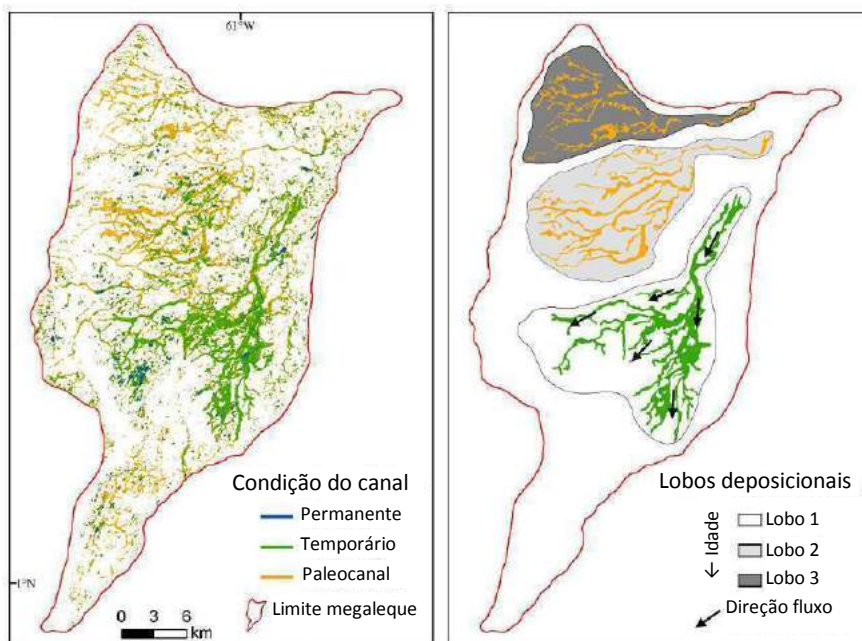 61°W
Condição do canal
Permanente
Temporário
Paleocanal
Limite megaleque
1°N
0 3 6
km
Lobos deposicionais
Idade
Lobo 1
Lobo 2
Lobo 3
Direção fluxo